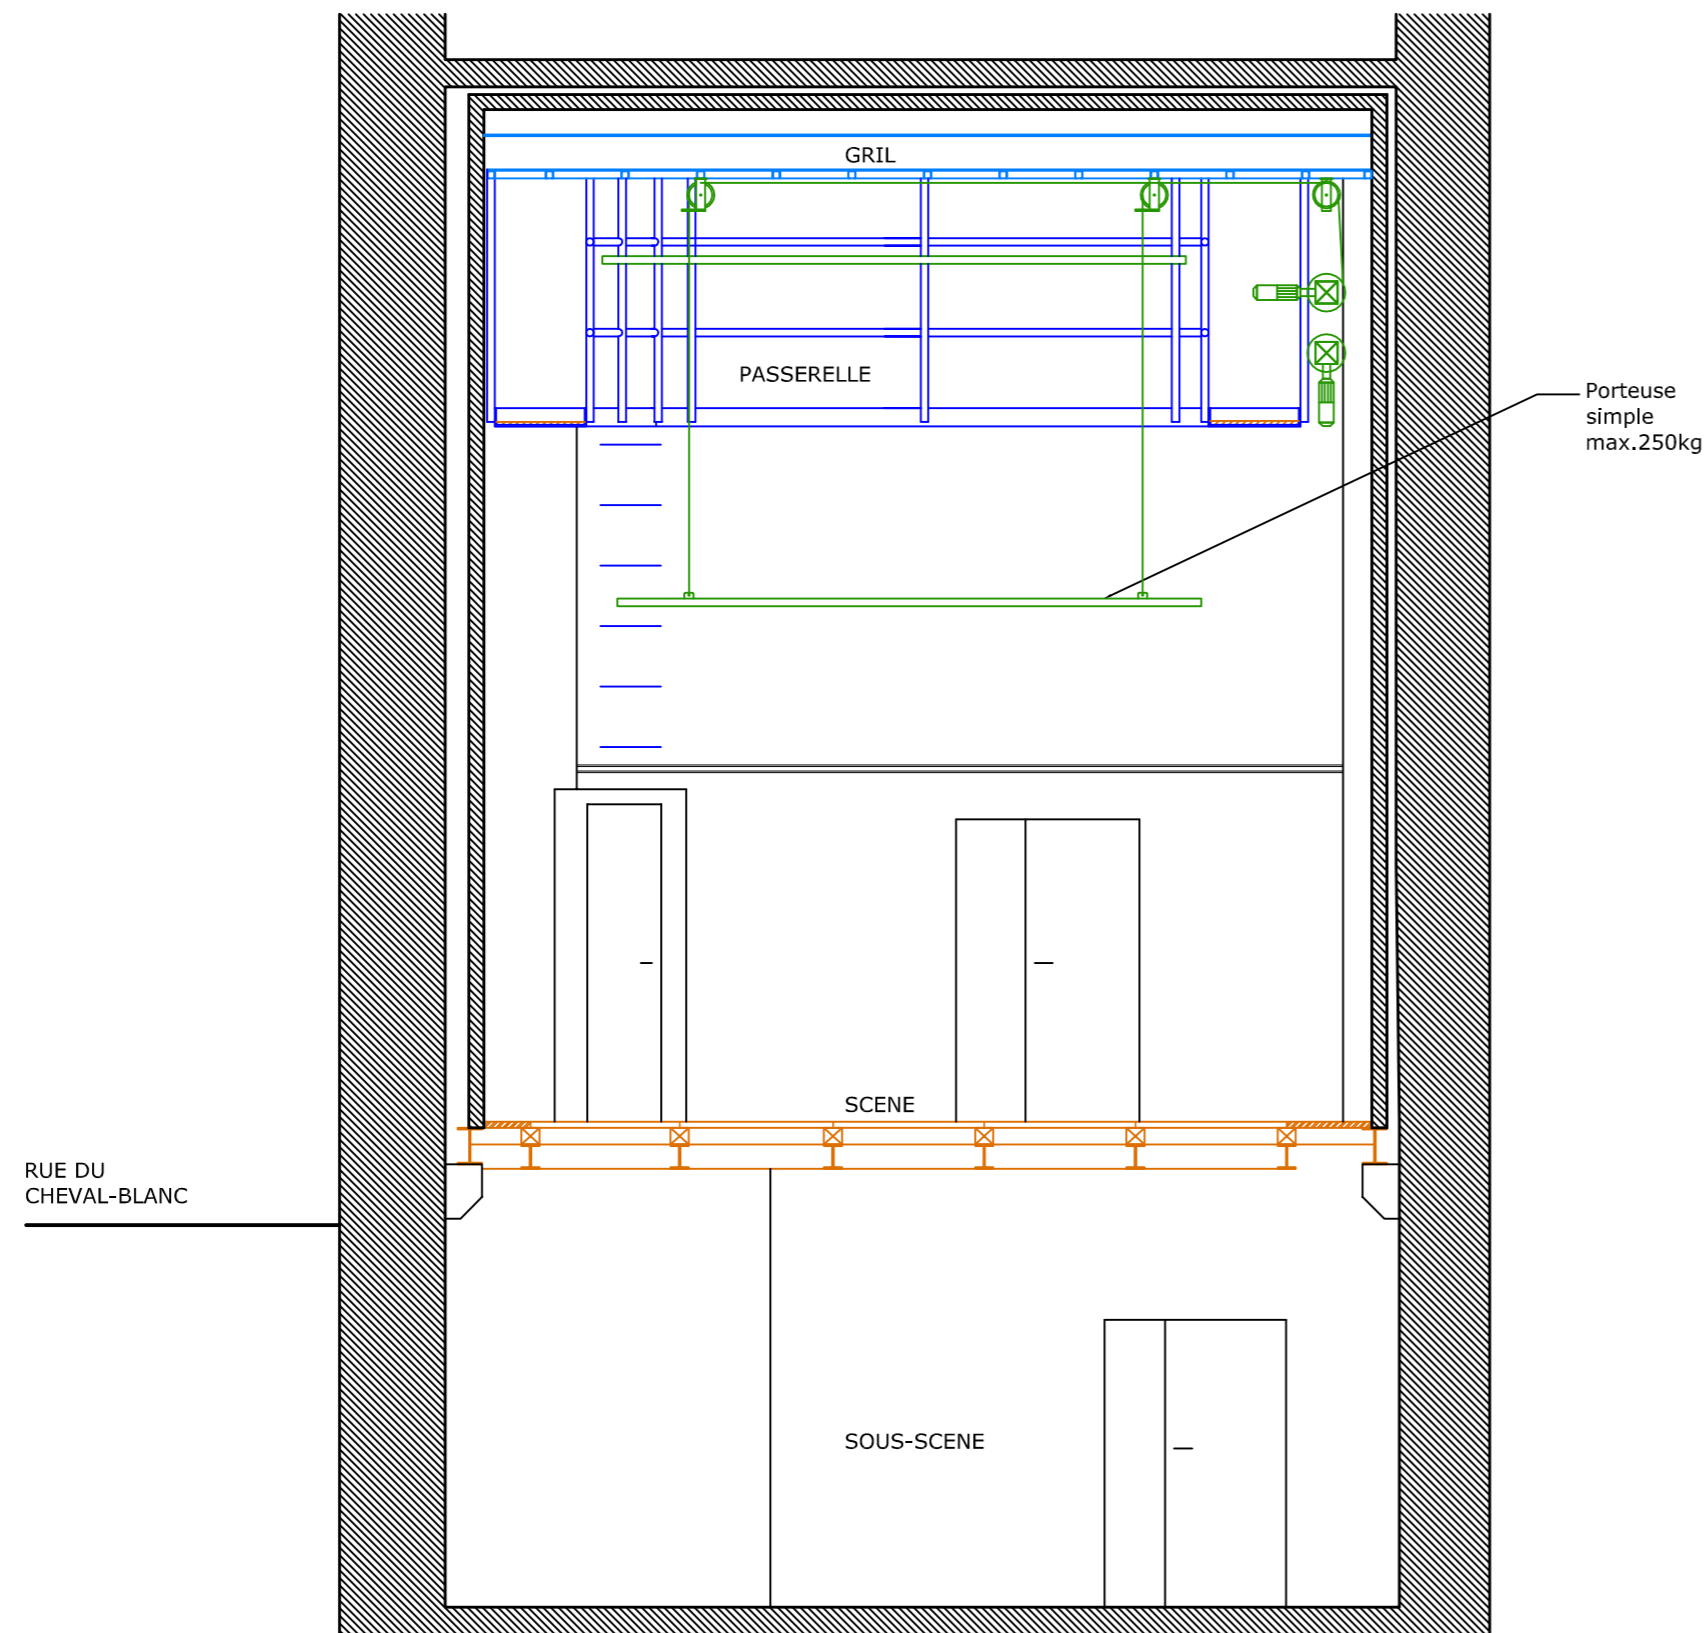 GRIL
PASSERELLE
Porteuse
simple
max.250kg
SCENE
RUE DU
CHEVAL-BLANC
SOUS-SCENE